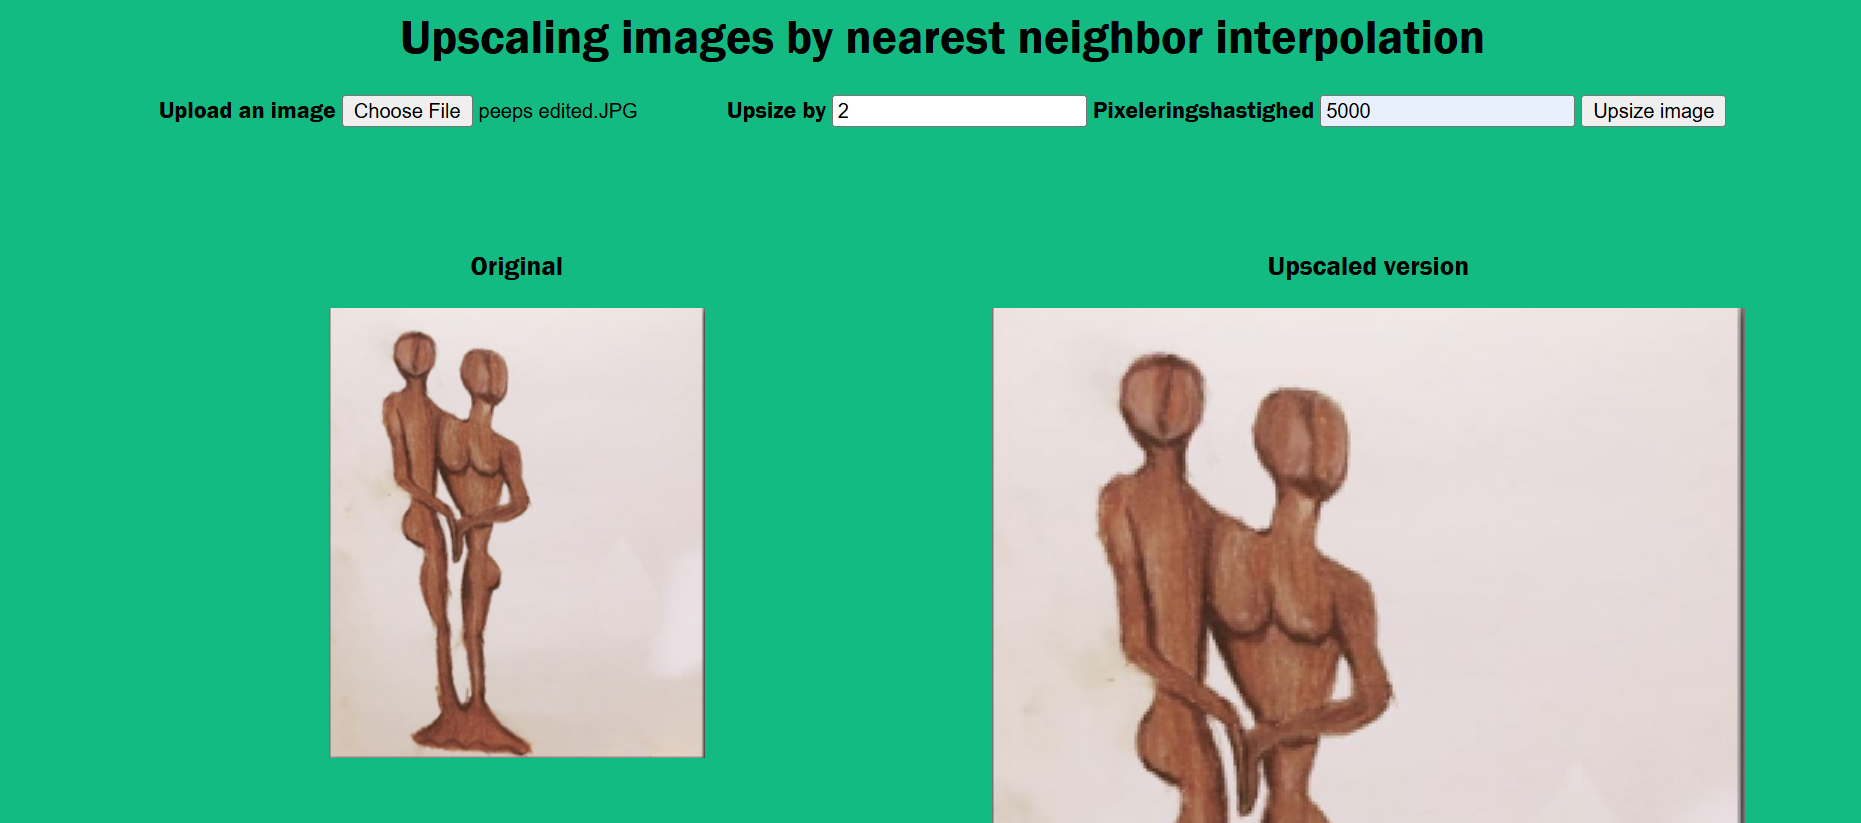 Upscaling images by nearest neighbor interpolation
Upload an image Choose File peeps edited.JPG Upsize by 2 Pixeleringshastighed 5000 Upsize image
Original
Upscaled version